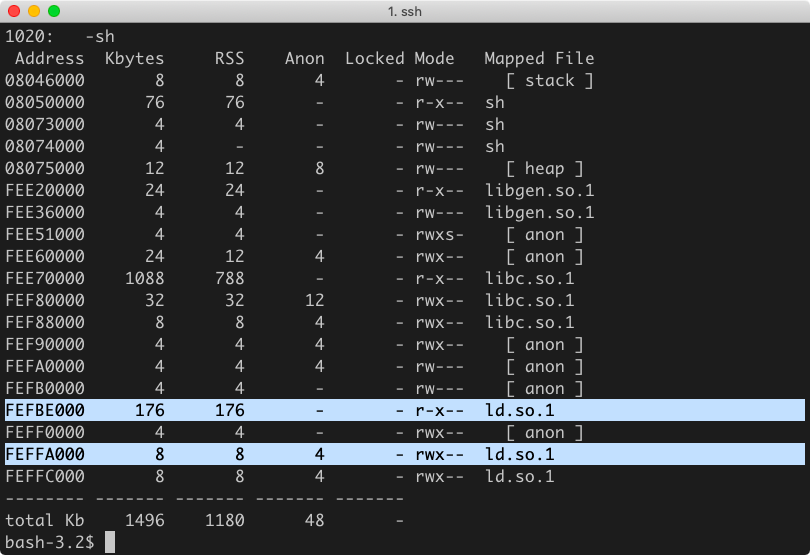 1. ssh
1020:   -sh
 Address  Kbytes     RSS    Anon  Locked Mode   Mapped File
08046000       8       8       4       - rw---    [ stack ]
08050000      76      76       -       - r-x--  sh
08073000       4       4       -       - rw---  sh
08074000       4       -       -       - rw---  sh
08075000      12      12       8       - rw---    [ heap ]
FEE20000      24      24       -       - r-x--  libgen.so.1
FEE36000       4       4       -       - rw---  libgen.so.1
FEE51000       4       4       -       - rwxs-    [ anon ]
FEE60000      24      12       4       - rwx--    [ anon ]
FEE70000    1088     788       -       - r-x--  libc.so.1
FEF80000      32      32      12       - rwx--  libc.so.1
FEF88000       8       8       4       - rwx--  libc.so.1
FEF90000       4       4       4       - rwx--    [ anon ]
FEFA0000       4       4       4       - rwx--    [ anon ]
FEFB0000       4       4       -       - rw---    [ anon ]
FEFBE000     176     176       -       - r-x--  ld.so.1
FEFF0000       4       4       -       - rwx--    [ anon ]
FEFFA000       8       8       4       - rwx--  ld.so.1
FEFFC000       8       8       4       - rwx--  ld.so.1
-------- ------- ------- ------- -------
total Kb    1496    1180      48       -
bash-3.2$